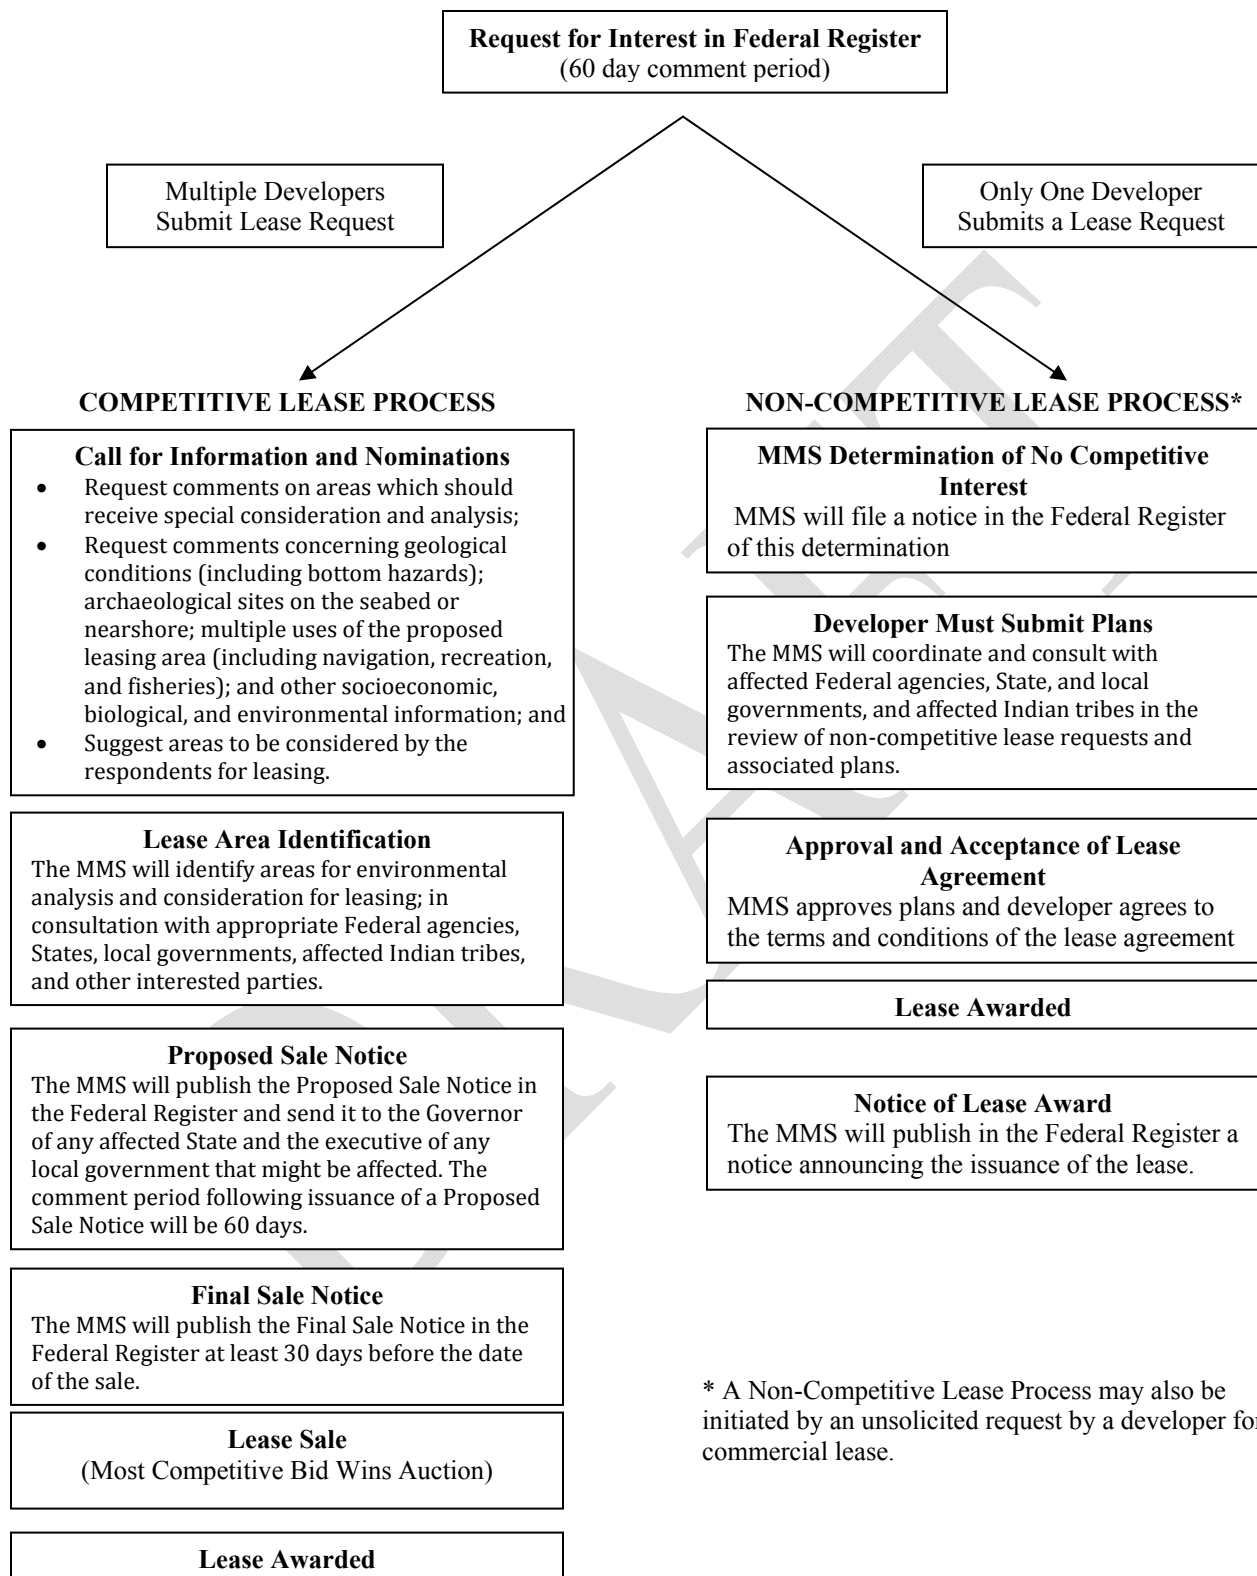 Request for Interest in Federal Register
(60 day comment period)
Multiple Developers
Submit Lease Request
Only One Developer
Submits a Lease Request
COMPETITIVE LEASE PROCESS
Call for Information and Nominations
• Request comments on areas which should
receive special consideration and analysis;
• Request comments concerning geological
conditions (including bottom hazards);
archaeological sites on the seabed or
nearshore; multiple uses of the proposed
leasing area (including navigation, recreation,
and fisheries); and other socioeconomic,
biological, and environmental information; and
• Suggest areas to be considered by the
respondents for leasing.
Lease Area Identification
The MMS will identify areas for environmental
analysis and consideration for leasing; in
consultation with appropriate Federal agencies,
States, local governments, affected Indian tribes,
and other interested parties.
Proposed Sale Notice
The MMS will publish the Proposed Sale Notice in
the Federal Register and send it to the Governor
of any affected State and the executive of any
local government that might be affected. The
comment period following issuance of a Proposed
Sale Notice will be 60 days.
Final Sale Notice
The MMS will publish the Final Sale Notice in the
Federal Register at least 30 days before the date
of the sale.
Lease Sale
(Most Competitive Bid Wins Auction)
Lease Awarded
NON-COMPETITIVE LEASE PROCESS*
MMS Determination of No Competitive
Interest
MMS will file a notice in the Federal Register
of this determination
Developer Must Submit Plans
The MMS will coordinate and consult with
affected Federal agencies, State, and local
governments, and affected Indian tribes in the
review of non-competitive lease requests and
associated plans.
Approval and Acceptance of Lease
Agreement
MMS approves plans and developer agrees to
the terms and conditions of the lease agreement
Lease Awarded
Notice of Lease Award
The MMS will publish in the Federal Register a
notice announcing the issuance of the lease.
* A Non-Competitive Lease Process may also be
initiated by an unsolicited request by a developer for
commercial lease.
DRAFT